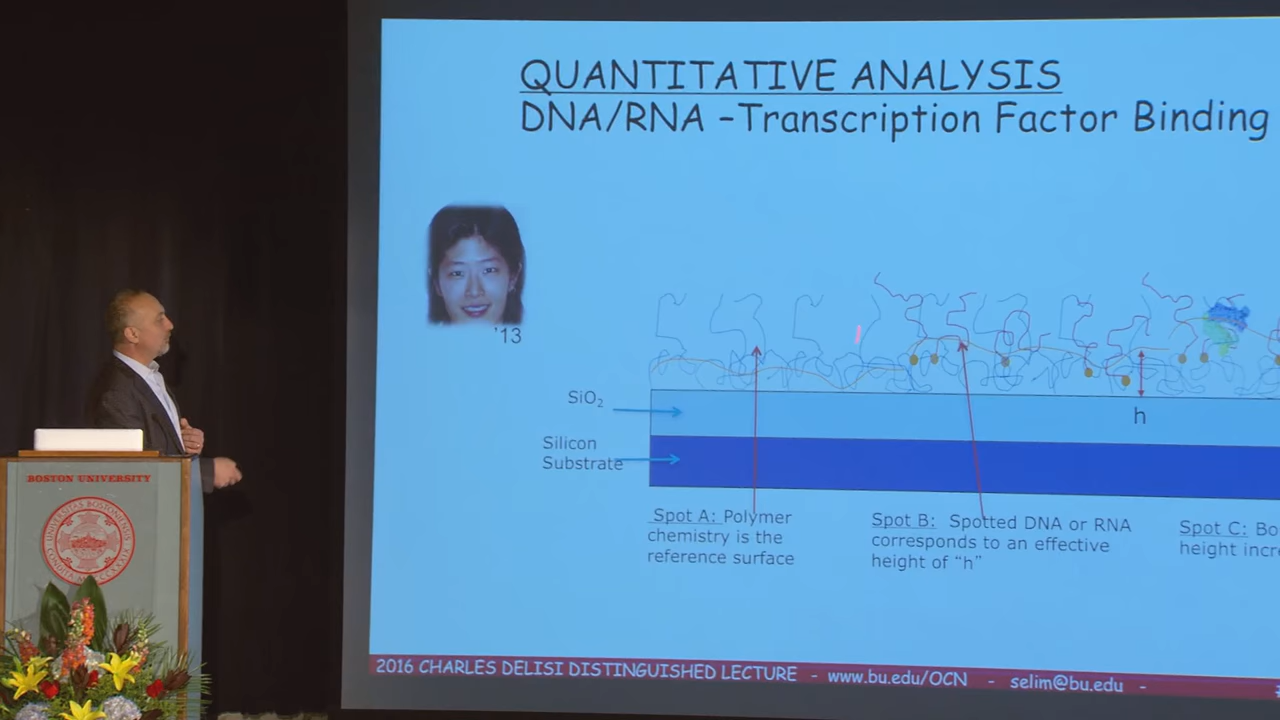 QUANTITATIVE ANALYSIS
DNA/RNA –Transcription Factor Binding
'13
SiO2
Silicon
Substrate
h
Spot A: Polymer
chemistry is the
reference surface
Spot B: Spotted DNA or RNA
corresponds to an effective
height of “h”
Spot C: Bo
height incre
BOSTON UNIVERSITY
2016 CHARLES DELISI DISTINGUISHED LECTURE - www.bu.edu/OCN - selim@bu.edu -